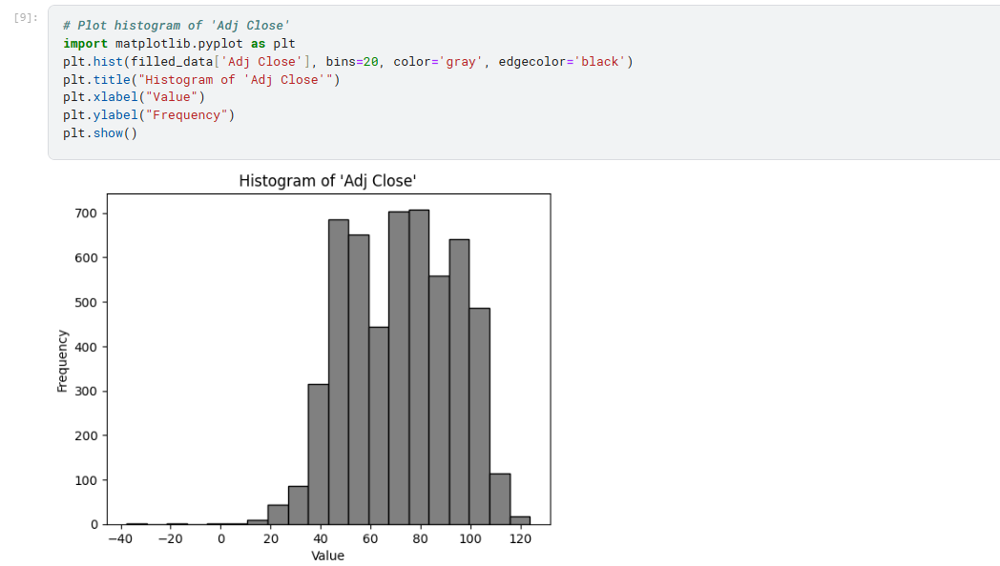 [9]:
# Plot histogram of 'Adj Close'
import matplotlib.pyplot as plt
plt.hist(filled_data['Adj Close'], bins=20, color='gray', edgecolor='black')
plt.title("Histogram of 'Adj Close'")
plt.xlabel("Value")
plt.ylabel("Frequency")
plt.show()
Histogram of 'Adj Close'
700
600
500
400
300
200
100
0
Frequency
−40 −20 0 20 40 60 80 100 120
Value